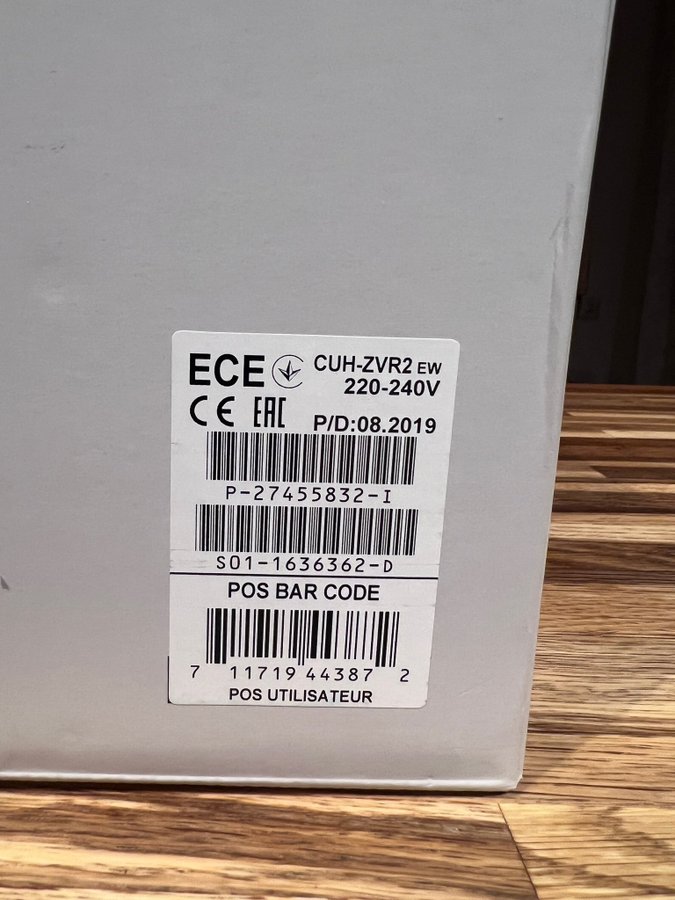 ECE CUH-ZVR2 EW
220-240V
CE EAC P/D:08.2019
P-27455832-I
S01-1636362-D
POS BAR CODE
7 11719 44387 2
POS UTILISATEUR